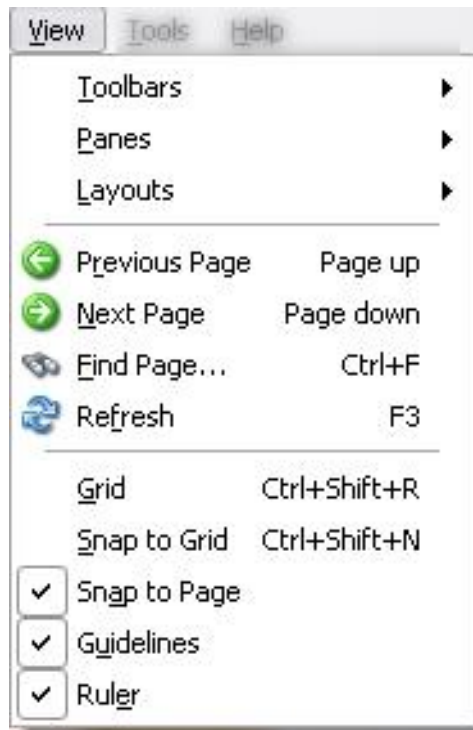 View Tools Help
Toolbars
Panes
Layouts
Previous Page Page up
Next Page Page down
Find Page... Ctrl+F
Refresh F3
Grid Ctrl+Shift+R
Snap to Grid Ctrl+Shift+N
Snap to Page
Guidelines
Ruler